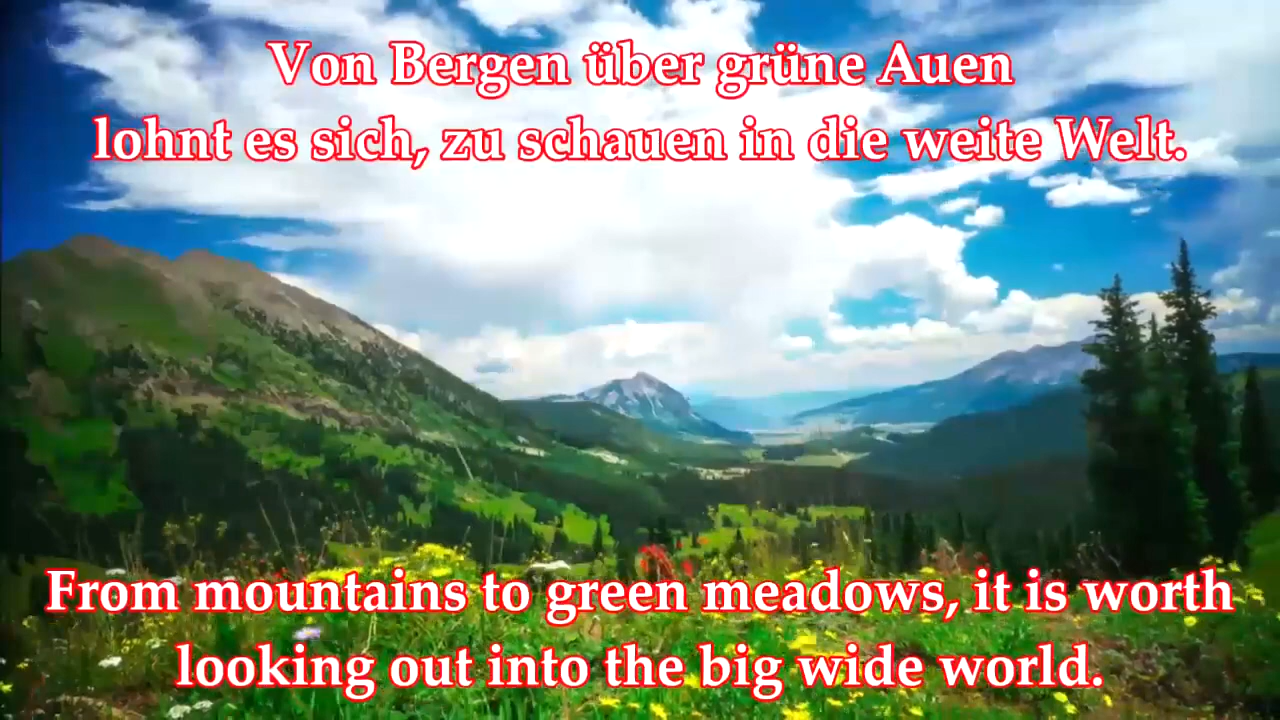 Von Bergen über grüne Auen
lohnt es sich, zu schauen in die weite Welt.
From mountains to green meadows, it is worth
looking out into the big wide world.